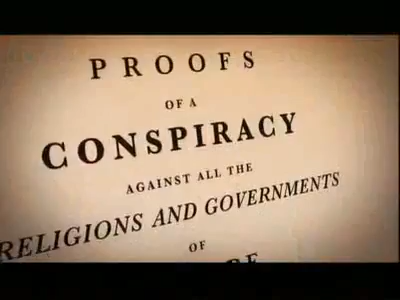 PROOFS
OF A
CONSPIRACY
AGAINST ALL THE
RELIGIONS AND GOVERNMENTS
OF